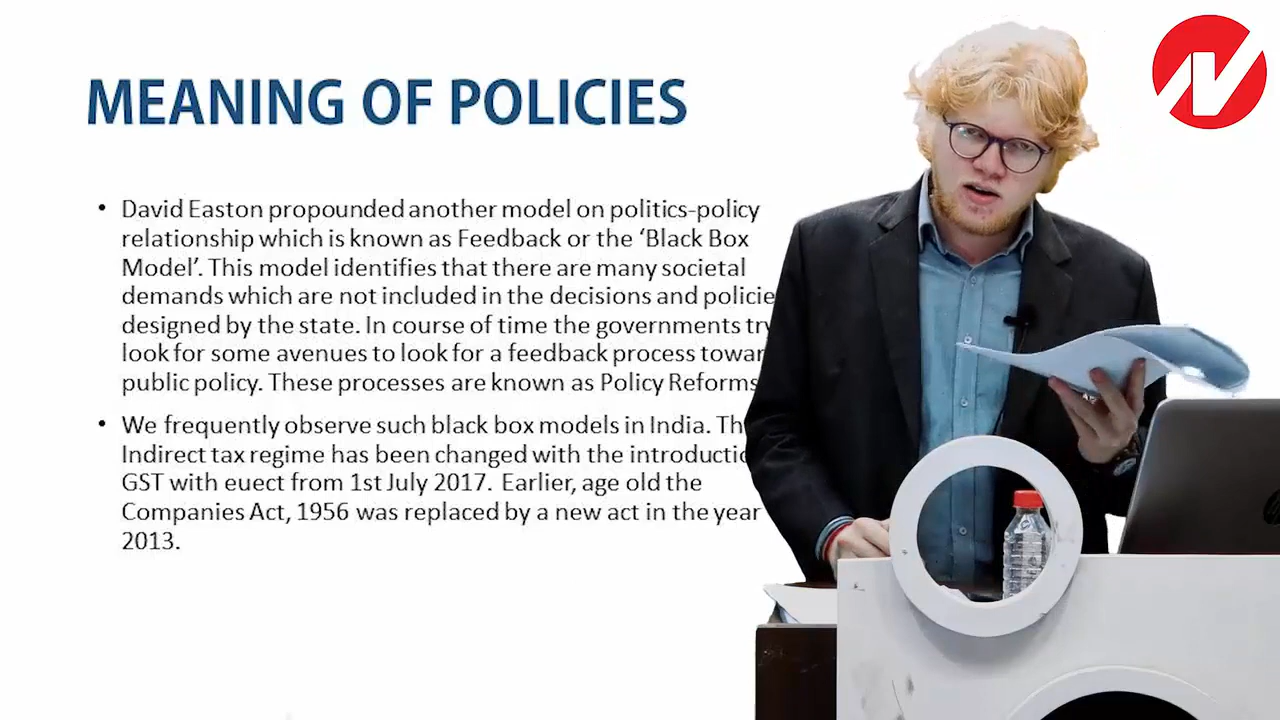 MEANING OF POLICIES
• David Easton propounded another model on politics-policy
relationship which is known as Feedback or the ‘Black Box
Model’. This model identifies that there are many societal
demands which are not included in the decisions and policie
designed by the state. In course of time the governments try
look for some avenues to look for a feedback process towar
public policy. These processes are known as Policy Reforms
• We frequently observe such black box models in India. Th
Indirect tax regime has been changed with the introductio
GST with euect from 1st July 2017. Earlier, age old the
Companies Act, 1956 was replaced by a new act in the year
2013.